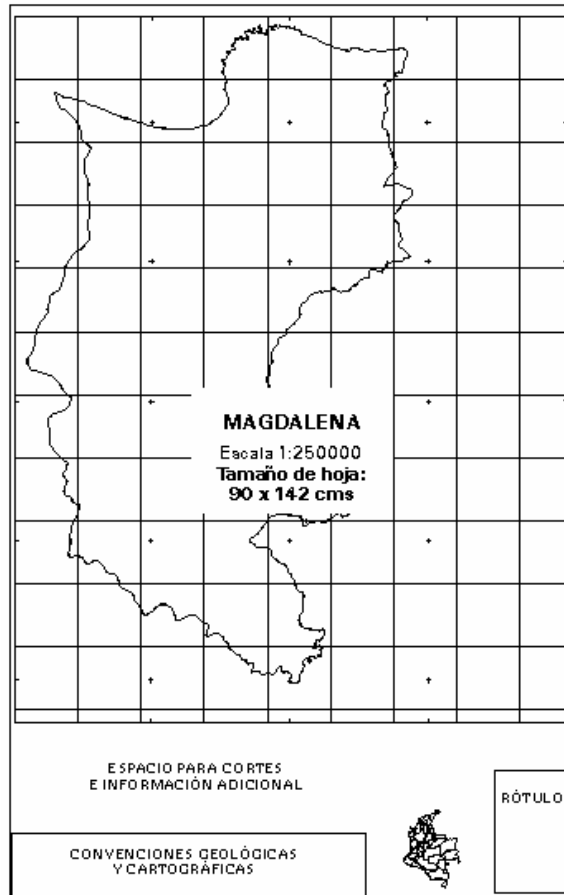 MAGDALENA
Escala 1:250000
Tamaño de hoja:
90 x 142 cms
ESPACIO PARA CORTES
E INFORMACIÓN ADICIONAL
RÓTULO
CONVENCIONES GEOLÓGICAS
Y CARTOGRÁFICAS